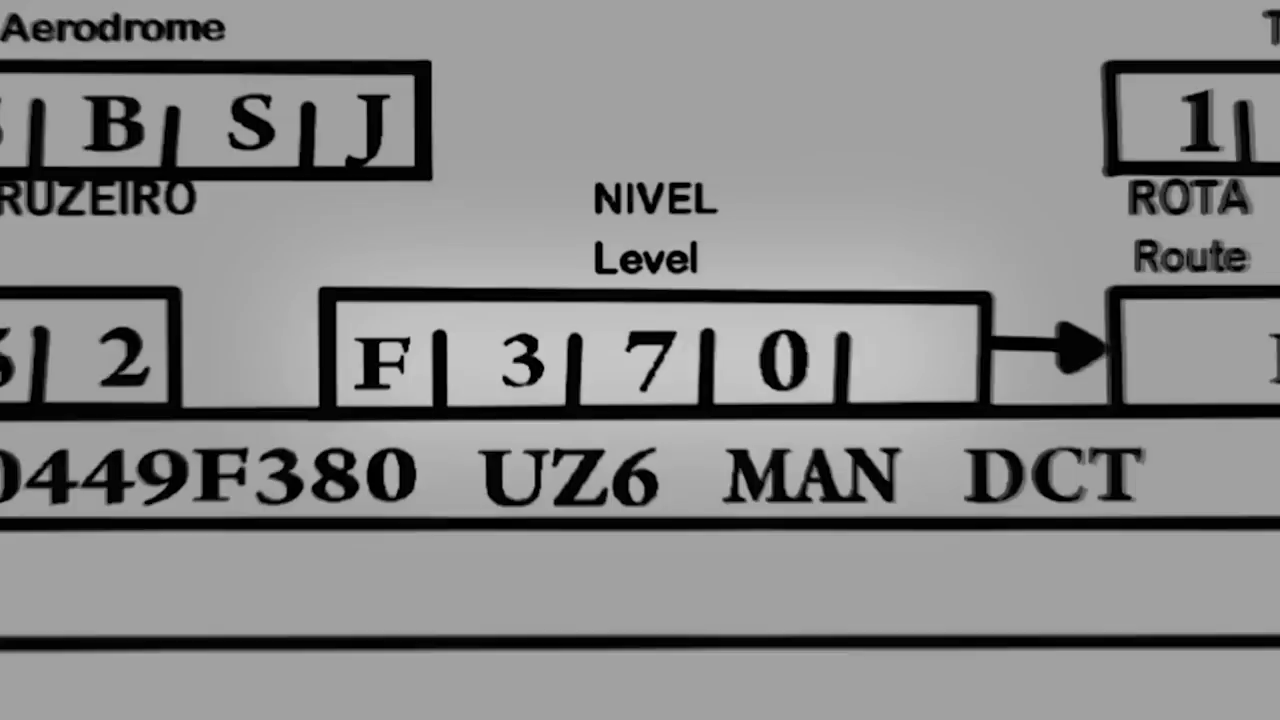 Aerodrome
S B S J
1
RUZEIRO
NIVEL
ROTA
Level
Route
2
F 3 7 0
0449F380 UZ6 MAN DCT